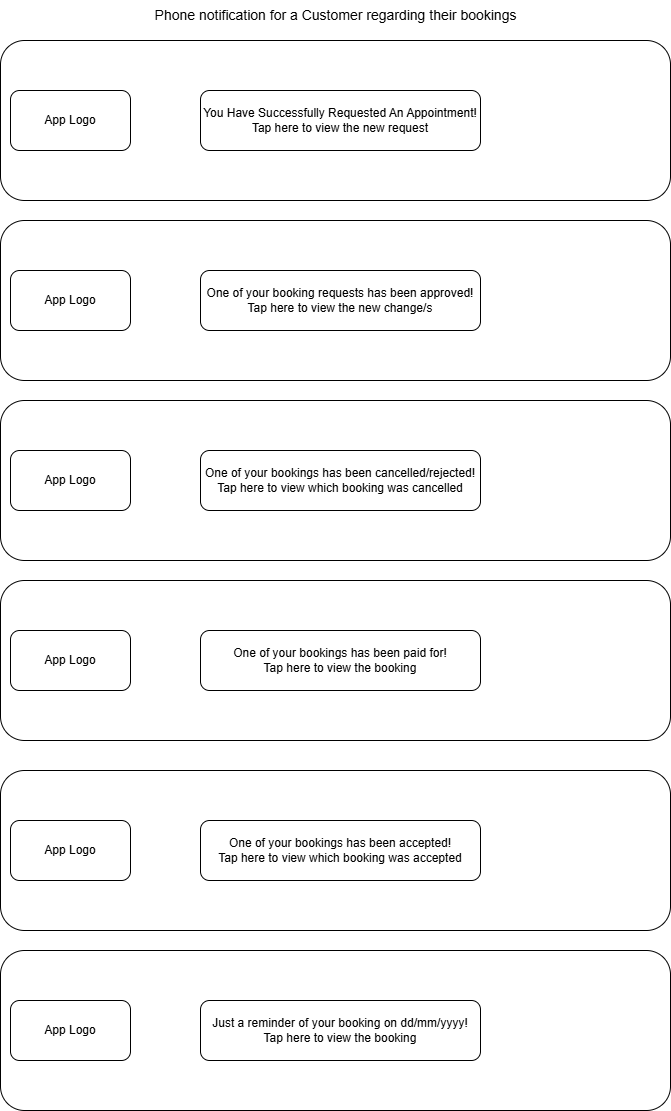 Phone notification for a Customer regarding their bookings
App Logo
You Have Successfully Requested An Appointment!
Tap here to view the new request
App Logo
One of your booking requests has been approved!
Tap here to view the new change/s
App Logo
One of your bookings has been cancelled/rejected!
Tap here to view which booking was cancelled
App Logo
One of your bookings has been paid for!
Tap here to view the booking
App Logo
One of your bookings has been accepted!
Tap here to view which booking was accepted
App Logo
Just a reminder of your booking on dd/mm/yyyy!
Tap here to view the booking